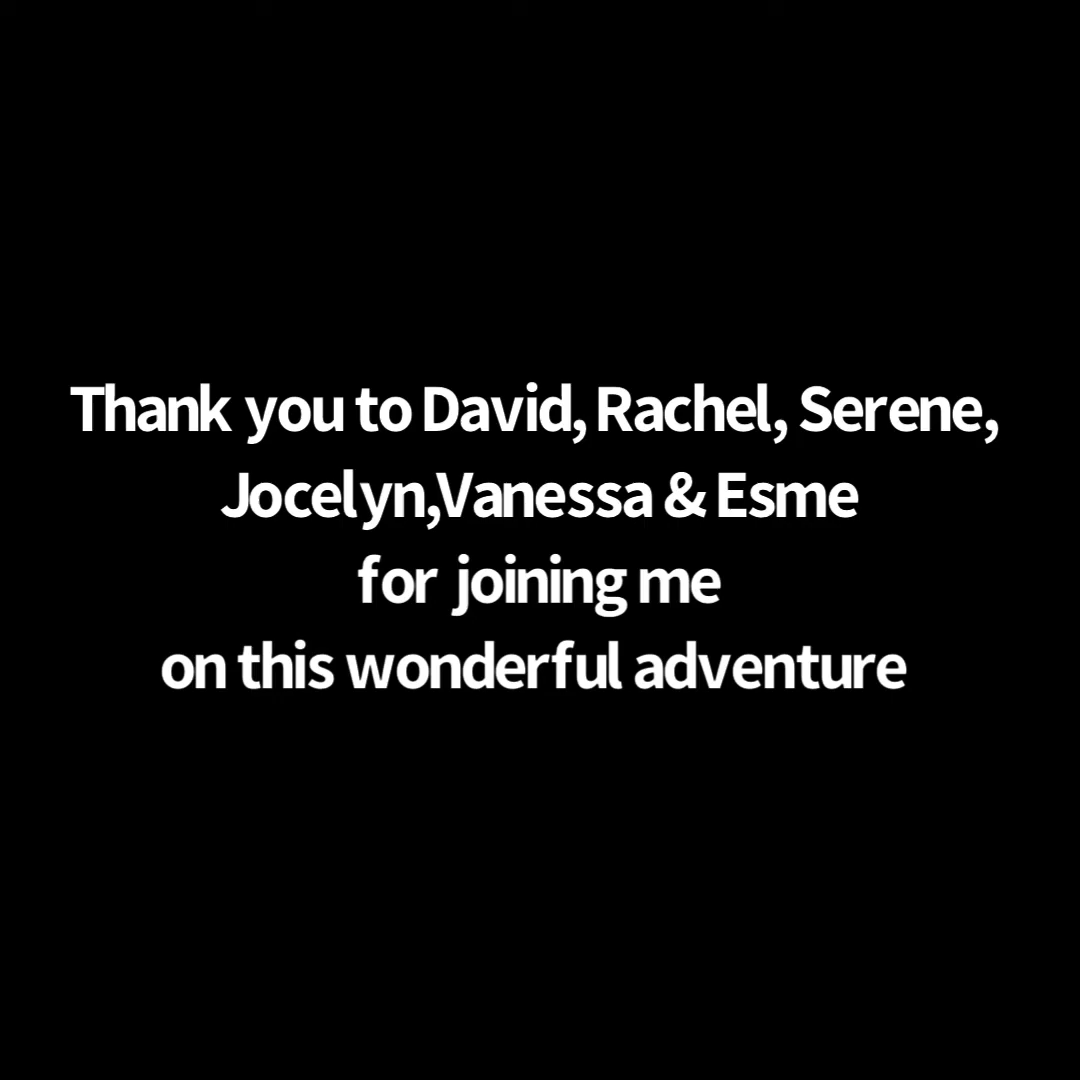 Thank you to David, Rachel, Serene,
Jocelyn,Vanessa & Esme
for joining me
on this wonderful adventure